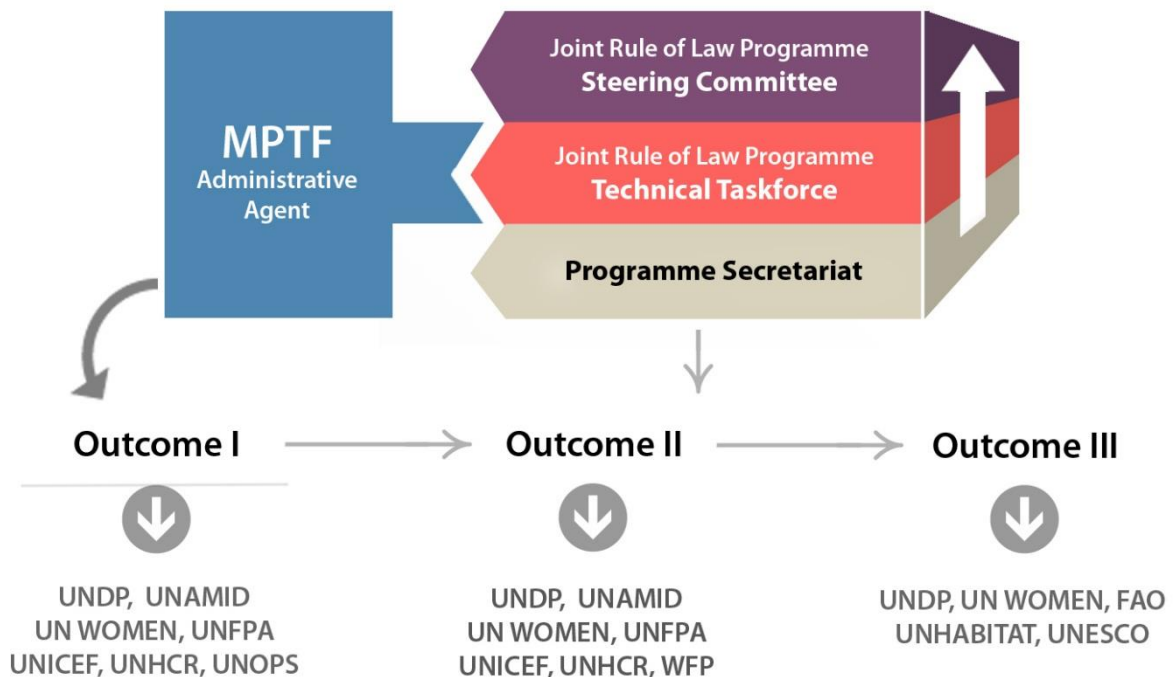 MPTF
Administrative
Agent
Joint Rule of Law Programme
Steering Committee
Joint Rule of Law Programme
Technical Taskforce
Programme Secretariat
Outcome I
Outcome II
Outcome III
UNDP, UNAMID
UN WOMEN, UNFPA
UNICEF, UNHCR, UNOPS
UNDP, UNAMID
UN WOMEN, UNFPA
UNICEF, UNHCR, WFP
UNDP, UN WOMEN, FAO
UNHABITAT, UNESCO